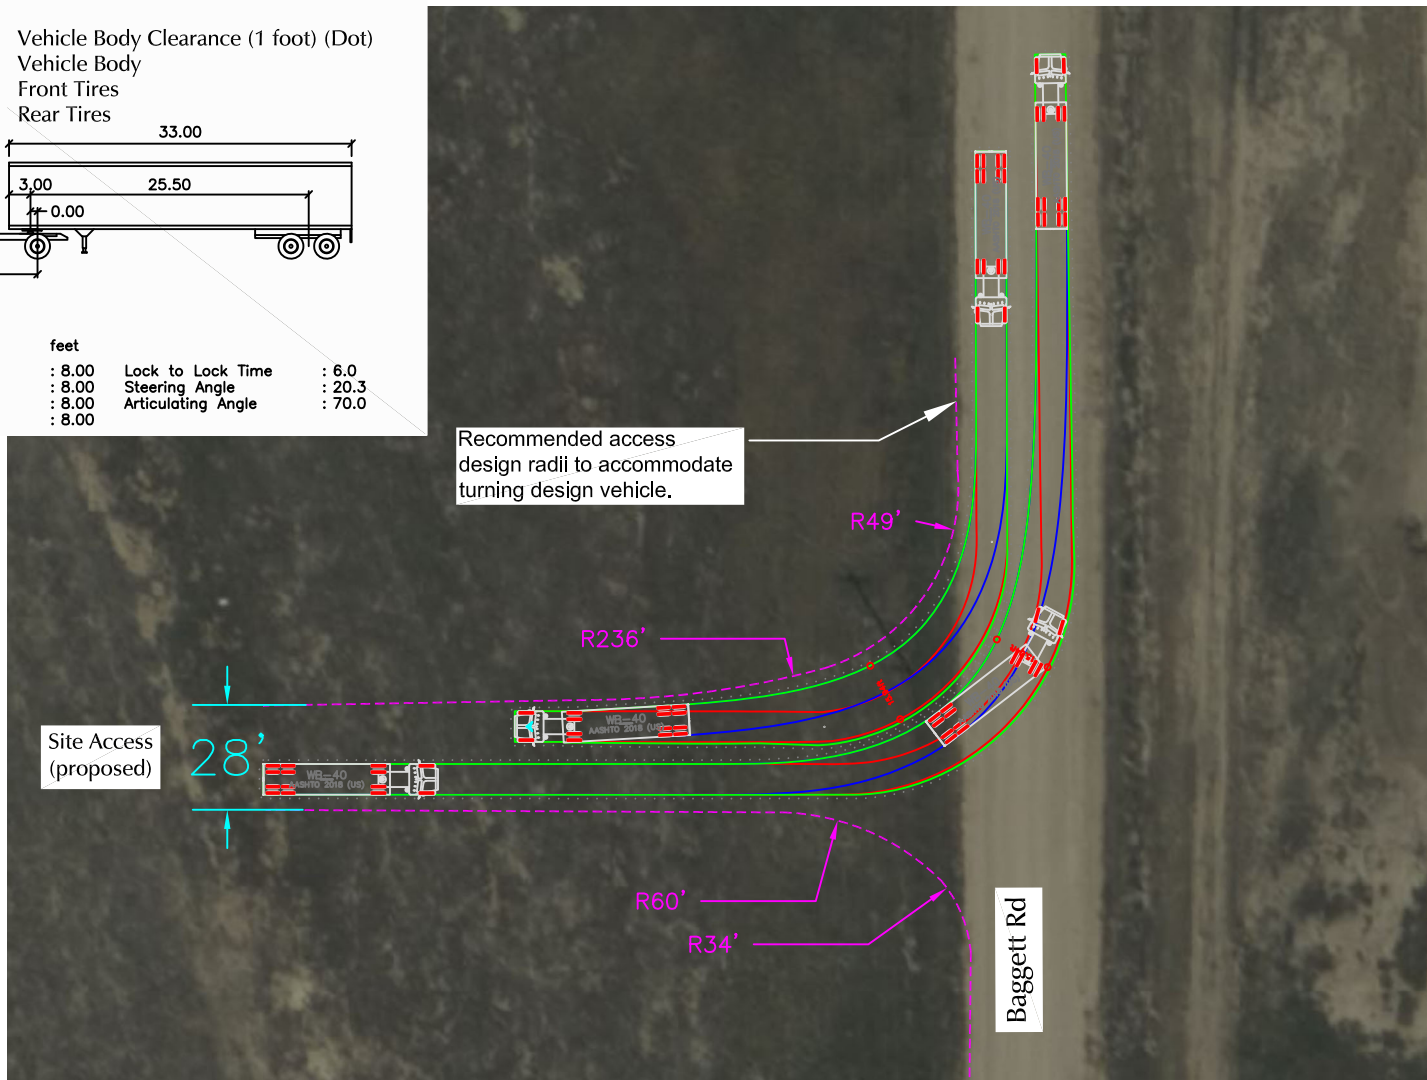 Vehicle Body Clearance (1 foot) (Dot)
Vehicle Body
Front Tires
Rear Tires
33.00
3.00
25.50
0.00
feet
: 8.00 Lock to Lock Time : 6.0
: 8.00 Steering Angle : 20.3
: 8.00 Articulating Angle : 70.0
: 8.00
Recommended access
design radii to accommodate
turning design vehicle.
R49'
R236'
Site Access
(proposed)
28'
WB-40
AASHTO 2018 (US)
WB-40
AASHTO 2018 (US)
R60'
R34'
Baggett Rd